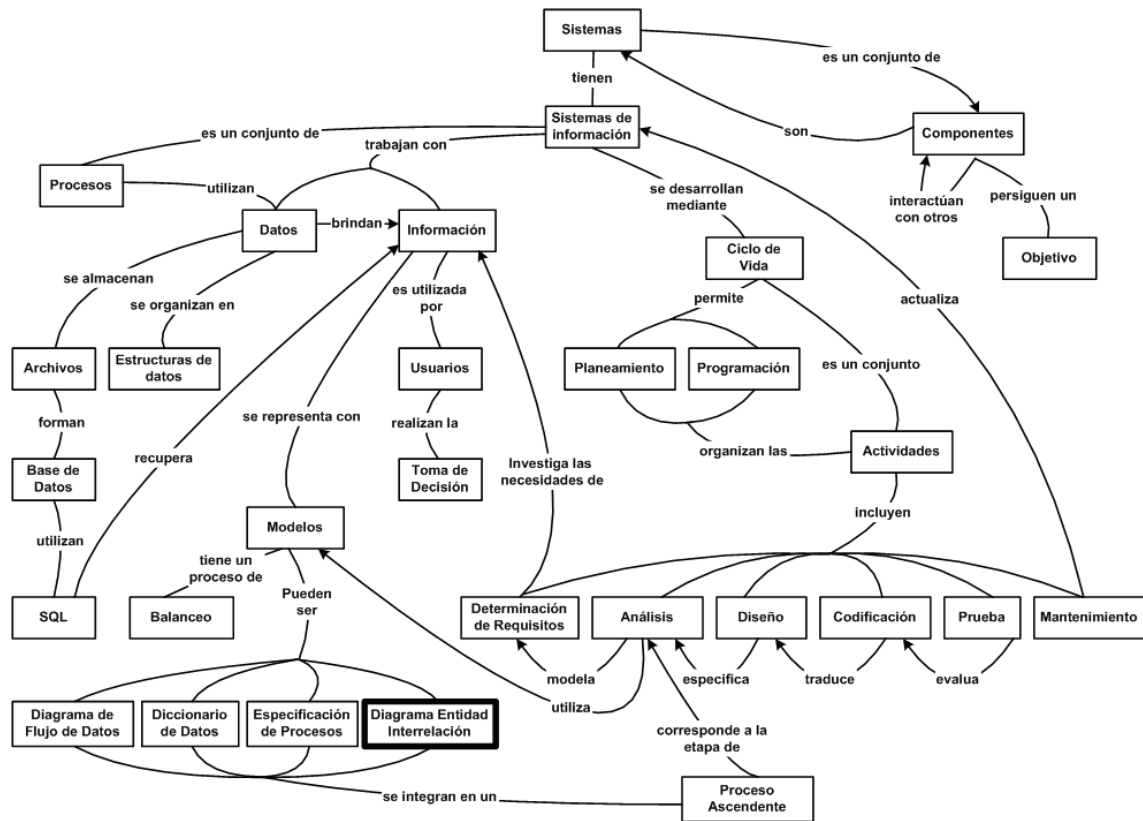 Sistemas
es un conjunto de
tienen
Sistemas de
información
es un conjunto de
trabajan con
son
Componentes
Procesos
utilizan
se desarrollan
mediante
interactúan
con otros
persiguen un
Datos
brindan
Información
Ciclo de
Vida
Objetivo
se almacenan
se organizan en
es utilizada
por
permite
actualiza
Archivos
Estructuras de
datos
Usuarios
Planeamiento
Programación
es un conjunto
forman
se representa con
realizan la
organizan las
Actividades
recupera
Base de
Datos
Toma de
Decisión
Investiga las
necesidades de
Modelos
incluyen
utilizan
tiene un
proceso de
Pueden
ser
SQL
Balanceo
Determinación
de Requisitos
Análisis
Diseño
Codificación
Prueba
Mantenimiento
modela
especifica
traduce
evalua
utiliza
Diagrama de
Flujo de Datos
Diccionario
de Datos
Especificación
de Procesos
Diagrama Entidad
Interrelación
corresponde a la
etapa de
se integran en un
Proceso
Ascendente